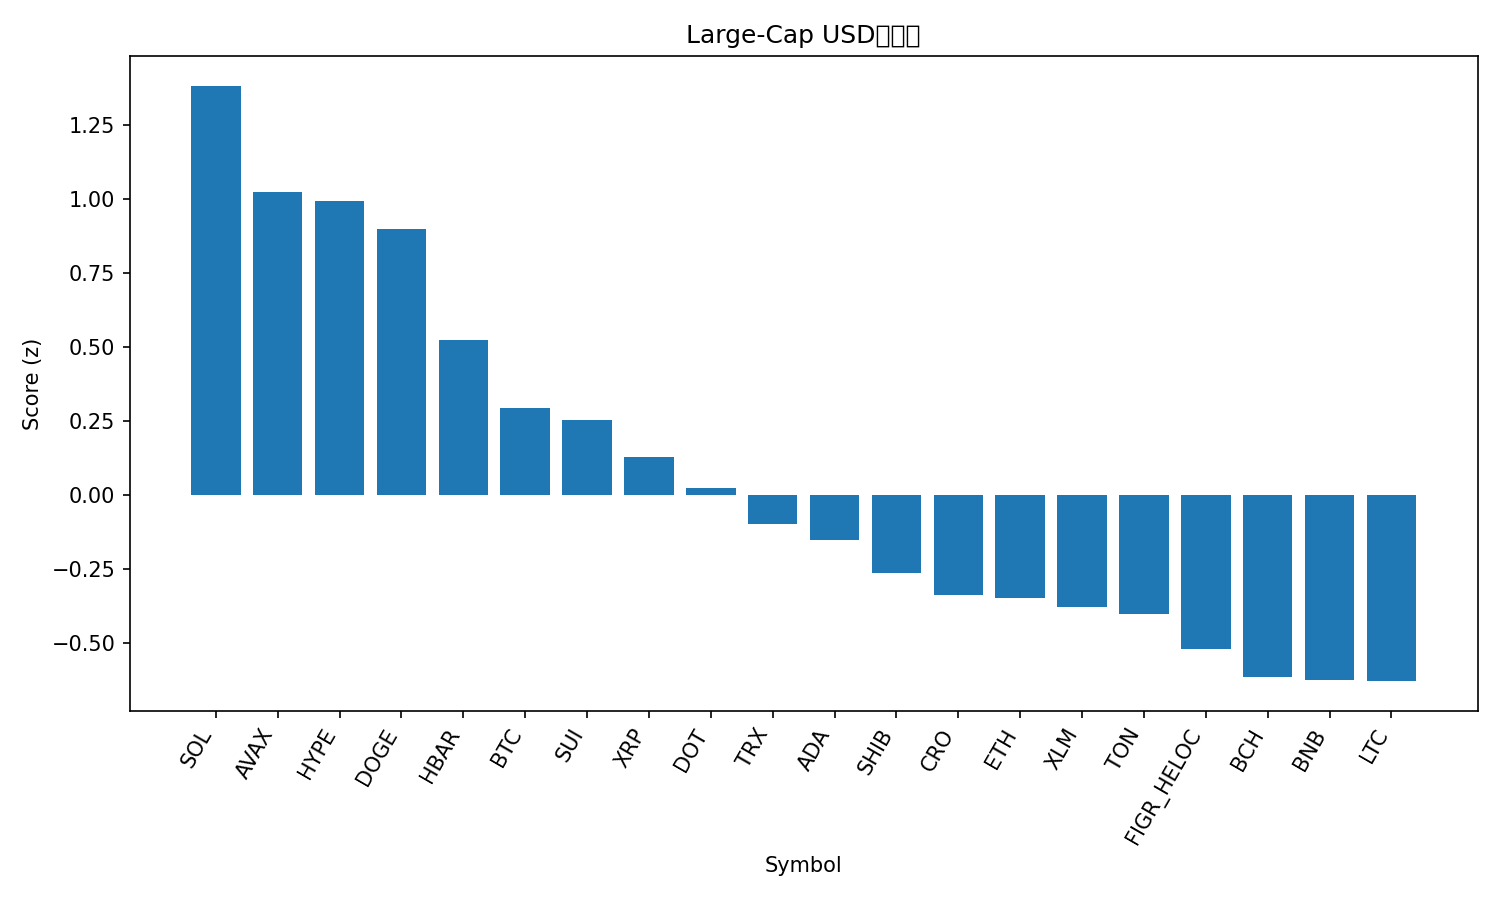 Large-Cap USD
Score (z)
1.25
1.00
0.75
0.50
0.25
0.00
−0.25
−0.50
SOL
AVAX
HYPE
DOGE
HBAR
BTC
SUI
XRP
DOT
TRX
ADA
SHIB
CRO
ETH
XLM
TON
FIGR_HELOC
BCH
BNB
LTC
Symbol